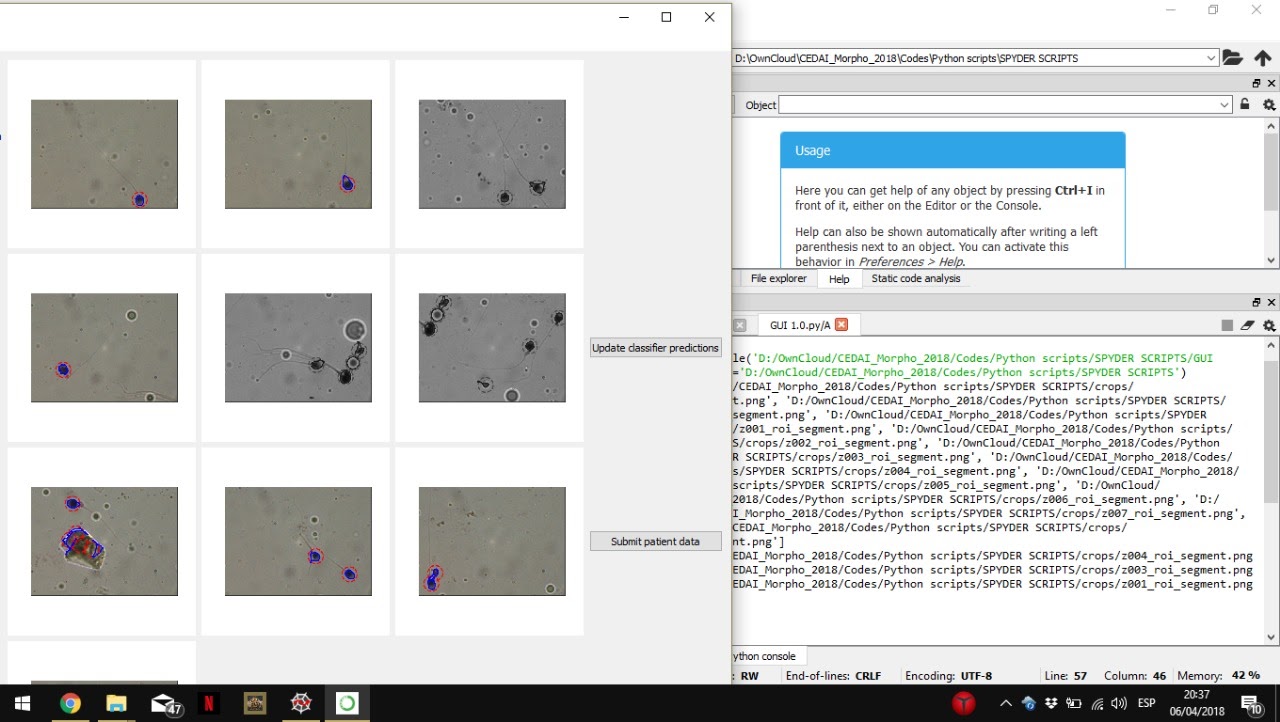 Update classifier predictions
Submit patient data
D:\OwnCloud\CEDAI_Morpho_2018\Codes\Python scripts\SPYDER SCRIPTS
Object
Usage
Here you can get help of any object by pressing Ctrl+I in
front of it, either on the Editor or the Console.
Help can also be shown automatically after writing a left
parenthesis next to an object. You can activate this
behavior in Preferences > Help.
File explorer
Help
Static code analysis
GUI 1.0.py/A
le('D:/OwnCloud/CEDAI_Morpho_2018/Codes/Python scripts/SPYDER SCRIPTS/GUI
='D:/OwnCloud/CEDAI_Morpho_2018/Codes/Python scripts/SPYDER SCRIPTS')
/CEDAI_Morpho_2018/Codes/Python scripts/SPYDER SCRIPTS/crops/
t.png', 'D:/OwnCloud/CEDAI_Morpho_2018/Codes/Python scripts/SPYDER SCRIPTS/
segment.png', 'D:/OwnCloud/CEDAI_Morpho_2018/Codes/Python scripts/SPYDER
/z001_roi_segment.png', 'D:/OwnCloud/CEDAI_Morpho_2018/Codes/Python scripts/
S/crops/z002_roi_segment.png', 'D:/OwnCloud/CEDAI_Morpho_2018/Codes/Python
R SCRIPTS/crops/z003_roi_segment.png', 'D:/OwnCloud/CEDAI_Morpho_2018/Codes/
s/SPYDER SCRIPTS/crops/z004_roi_segment.png', 'D:/OwnCloud/CEDAI_Morpho_2018/
scripts/SPYDER SCRIPTS/crops/z005_roi_segment.png', 'D:/OwnCloud/
2018/Codes/Python scripts/SPYDER SCRIPTS/crops/z006_roi_segment.png', 'D:/
CEDAI_Morpho_2018/Codes/Python scripts/SPYDER SCRIPTS/crops/z007_roi_segment.png',
CEDAI_Morpho_2018/Codes/Python scripts/SPYDER SCRIPTS/crops/
nt.png']
CEDAI_Morpho_2018/Codes/Python scripts/SPYDER SCRIPTS/crops/z004_roi_segment.png
CEDAI_Morpho_2018/Codes/Python scripts/SPYDER SCRIPTS/crops/z003_roi_segment.png
CEDAI_Morpho_2018/Codes/Python scripts/SPYDER SCRIPTS/crops/z001_roi_segment.png
ython console
: RW
End-of-lines: CRLF
Encoding: UTF-8
Line: 57
Column: 46
Memory: 42 %
47
N
ESP
20:37
06/04/2018
10